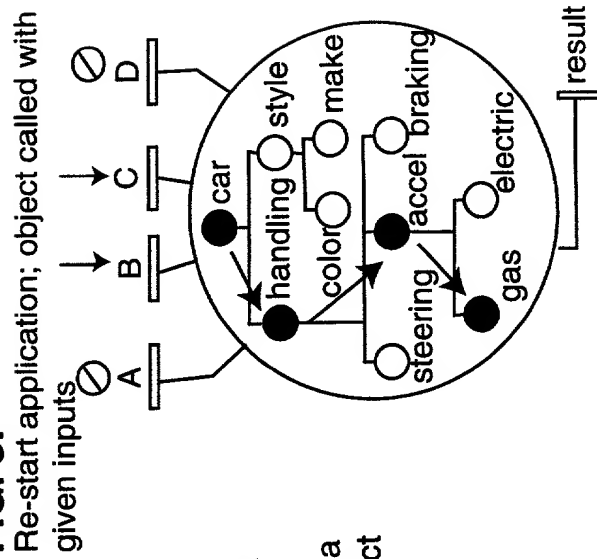 Re-start application; object called with
given inputs
A
B
C
D
car
handling
style
color
make
steering
accel
braking
gas
electric
result
a
ct